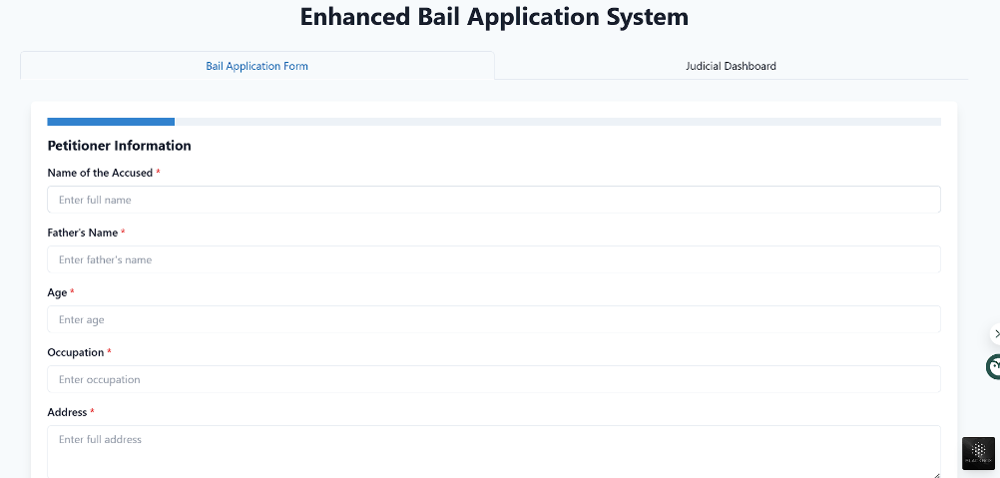 Enhanced Bail Application System
Bail Application Form
Judicial Dashboard
Petitioner Information
Name of the Accused *
Enter full name
Father's Name *
Enter father's name
Age *
Enter age
Occupation *
Enter occupation
Address *
Enter full address